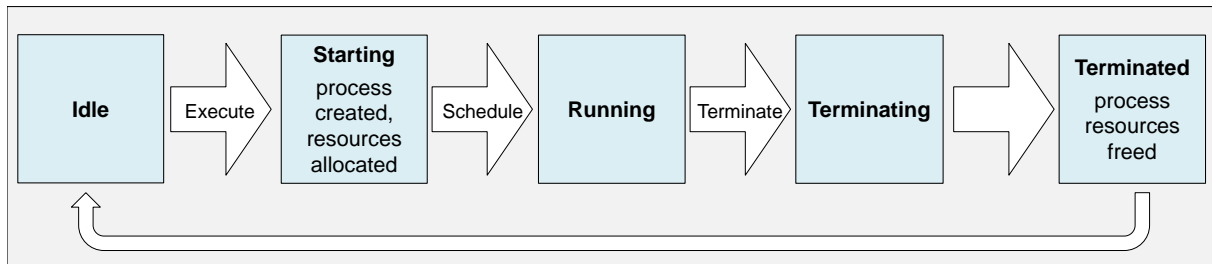 Idle
Execute
Starting
process
created,
resources
allocated
Schedule
Running
Terminate
Terminating
Terminated
process
resources
freed